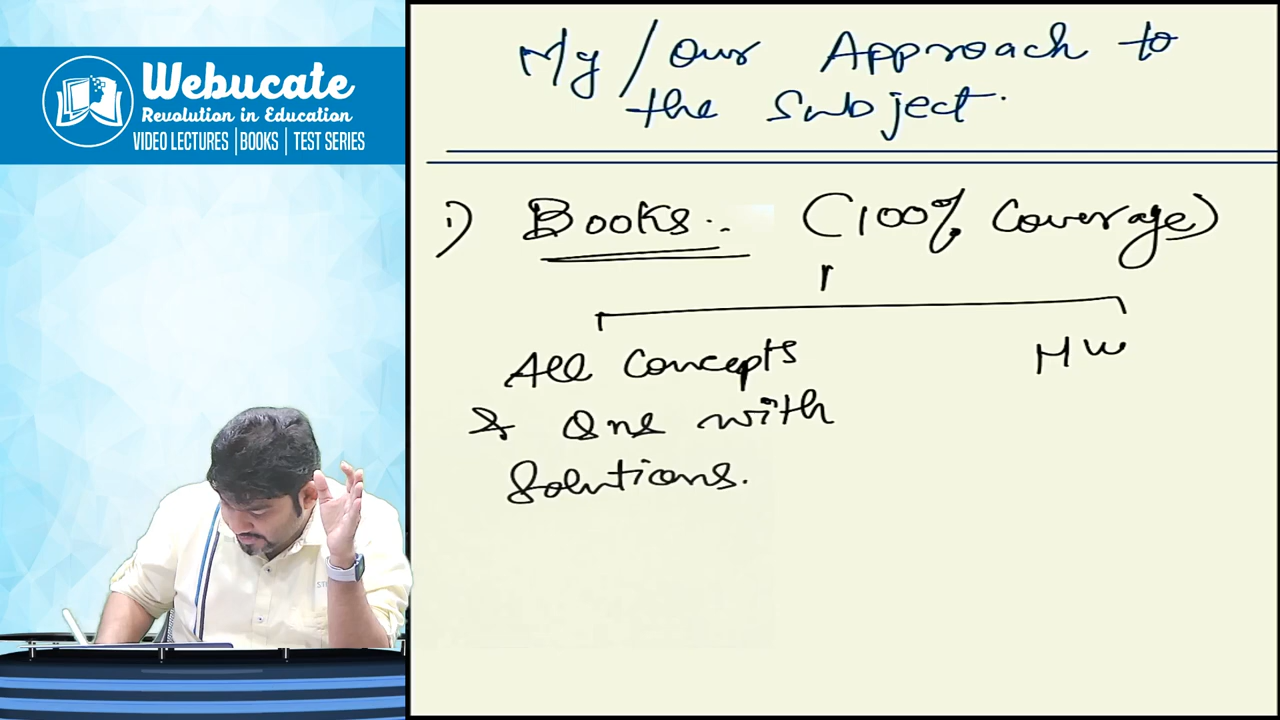 Webucate
Revolution in Education
VIDEO LECTURES | BOOKS | TEST SERIES
My / Our Approach to
the Subject.
1) Books:. (100% Coverage)
All Concepts
& Qns with
Solutions.
HW